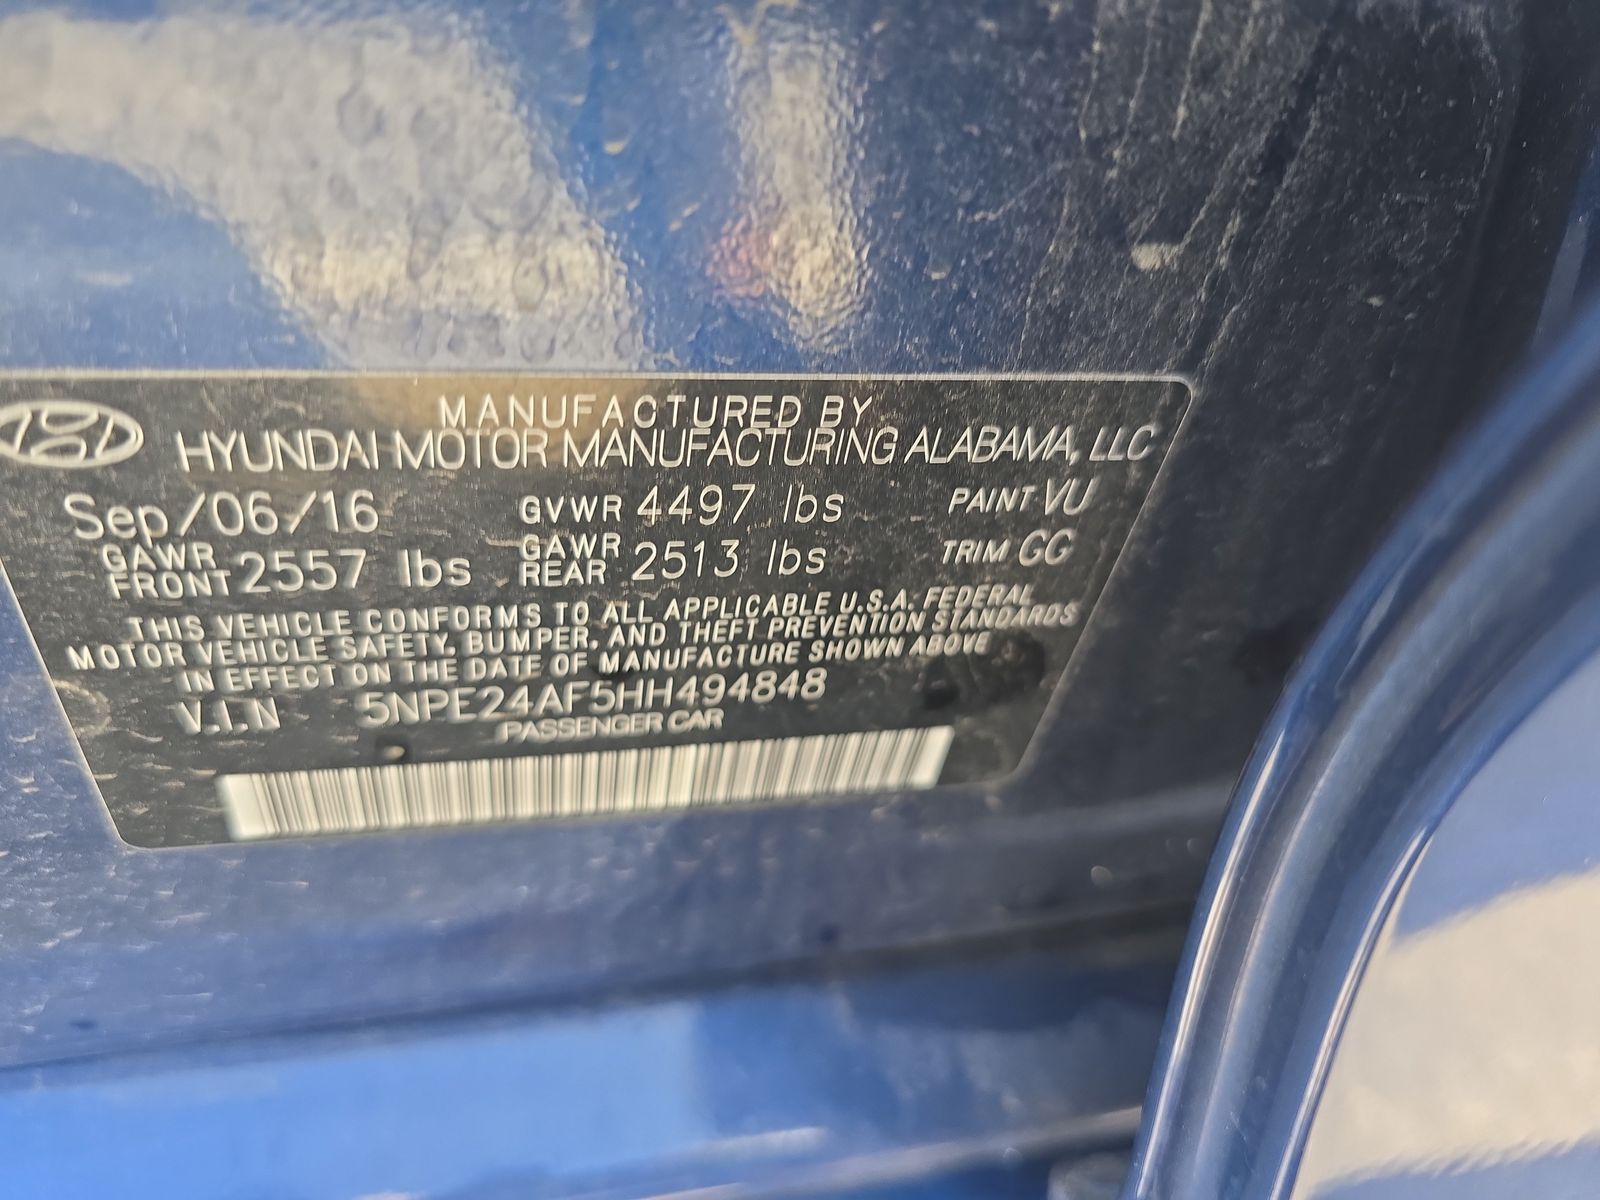 MANUFACTURED BY
HYUNDAI MOTOR MANUFACTURING ALABAMA, LLC
Sep/06/16 GVWR 4497 lbs PAINT VU
GAWR FRONT 2557 lbs GAWR REAR 2513 lbs TRIM GG
THIS VEHICLE CONFORMS TO ALL APPLICABLE U.S.A. FEDERAL
MOTOR VEHICLE SAFETY, BUMPER, AND THEFT PREVENTION STANDARDS
IN EFFECT ON THE DATE OF MANUFACTURE SHOWN ABOVE
V.I.N 5NPE24AF5HH494848
PASSENGER CAR